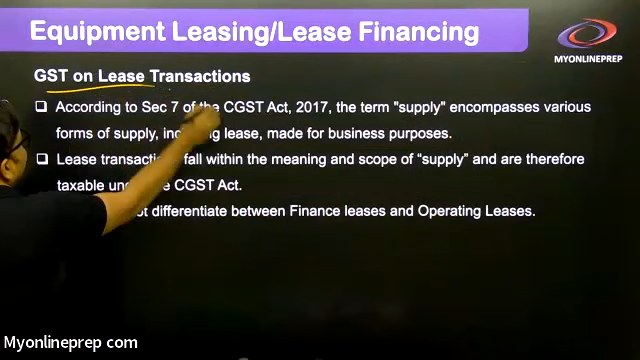 Equipment Leasing/Lease Financing
MYONLINEPREP
GST on Lease Transactions
According to Sec 7 of the CGST Act, 2017, the term "supply" encompasses various
forms of supply, lease, made for business purposes.
Lease fall within the meaning and scope of “supply” and are therefore
taxable CGST Act.
differentiate between Finance leases and Operating Leases.
Myonlineprep com